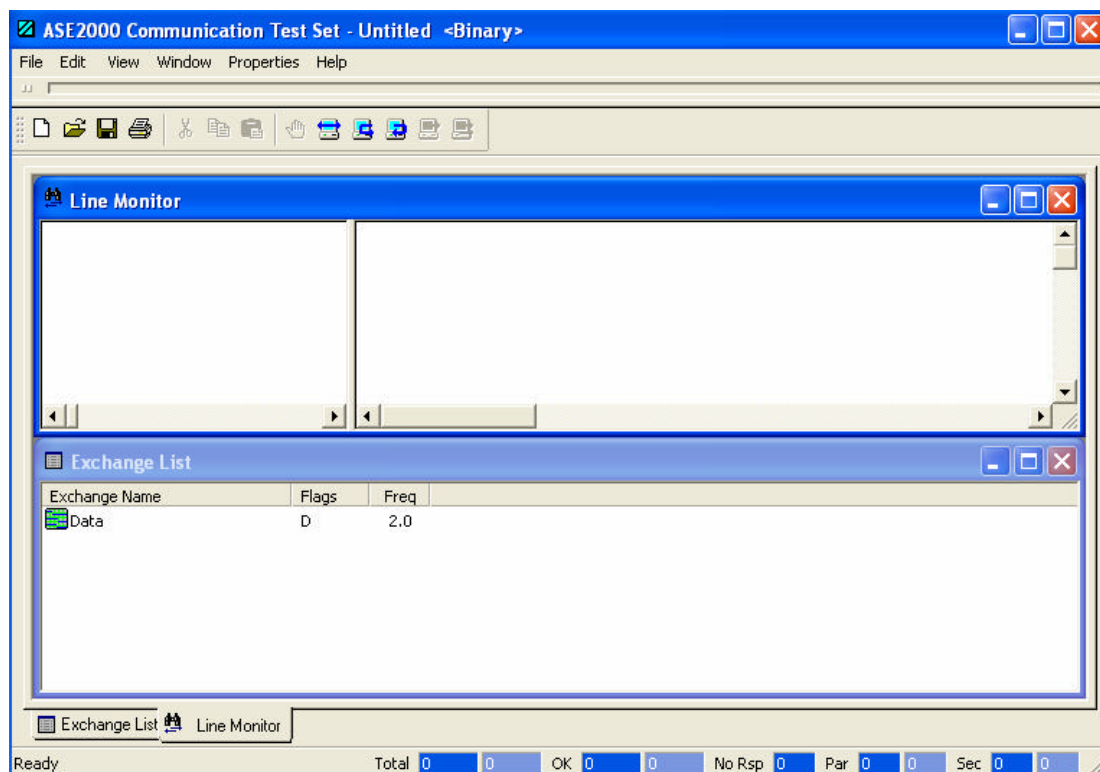 ASE2000 Communication Test Set - Untitled <Binary>
File Edit View Window Properties Help
Line Monitor
Exchange List
Exchange Name Flags Freq
Data D 2.0
Exchange List Line Monitor
Ready Total 0 0 OK 0 0 No Rsp 0 Par 0 0 Sec 0 0